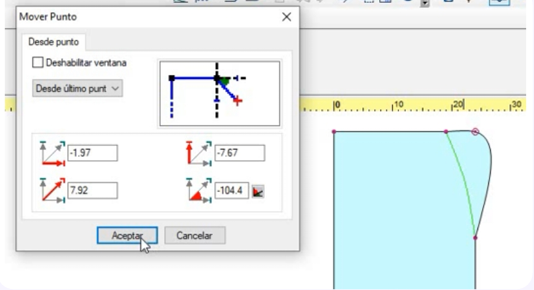 Mover Punto
Desde punto
Deshabilitar ventana
Desde último punt
-1.97
-7.67
7.92
-104.4
Aceptar
Cancelar
0 10 20 30